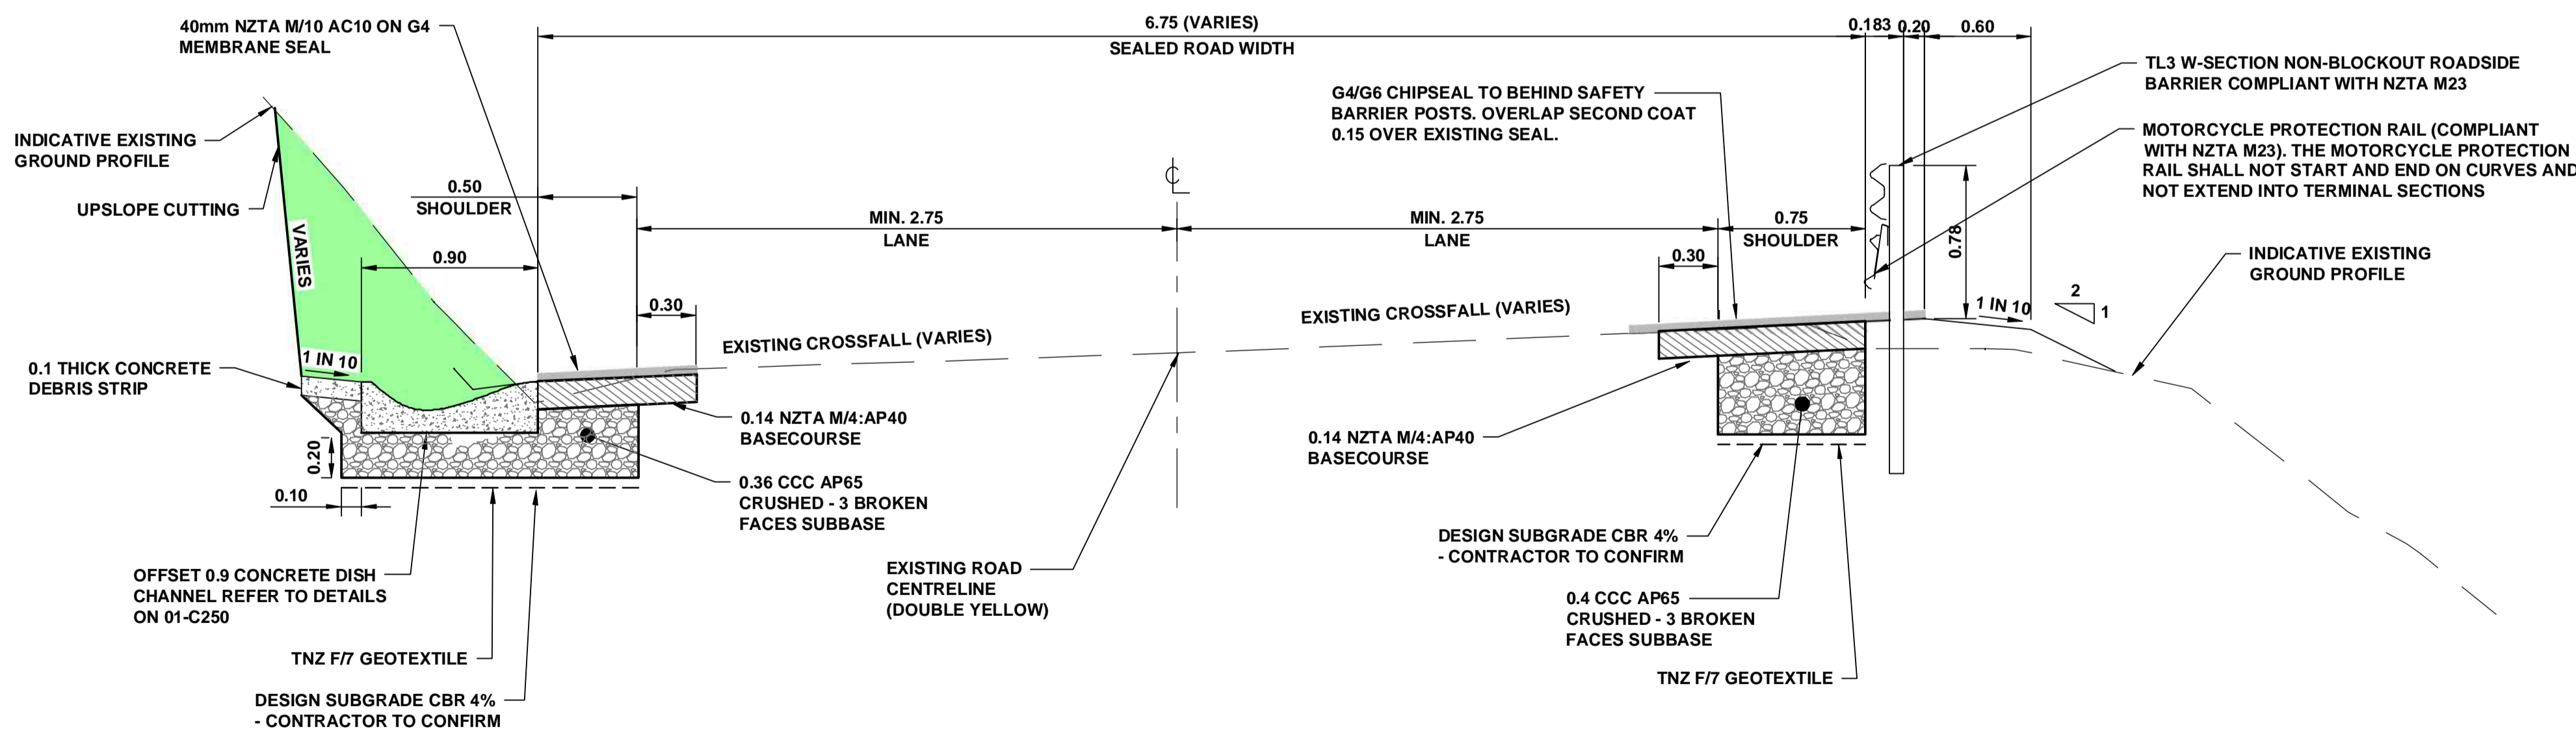 40mm NZTA M/10 AC10 ON G4
MEMBRANE SEAL
6.75 (VARIES)
SEALED ROAD WIDTH
0.183
0.20
0.60
TL3 W-SECTION NON-BLOCKOUT ROADSIDE
BARRIER COMPLIANT WITH NZTA M23
G4/G6 CHIPSEAL TO BEHIND SAFETY
BARRIER POSTS. OVERLAP SECOND COAT
0.15 OVER EXISTING SEAL.
MOTORCYCLE PROTECTION RAIL (COMPLIANT
WITH NZTA M23). THE MOTORCYCLE PROTECTION
RAIL SHALL NOT START AND END ON CURVES AND
NOT EXTEND INTO TERMINAL SECTIONS
INDICATIVE EXISTING
GROUND PROFILE
UPSLOPE CUTTING
0.50
SHOULDER
MIN. 2.75
LANE
MIN. 2.75
LANE
0.75
SHOULDER
0.78
INDICATIVE EXISTING
GROUND PROFILE
VARIES
0.90
0.30
0.30
EXISTING CROSSFALL (VARIES)
EXISTING CROSSFALL (VARIES)
1 IN 10
2
1
1 IN 10
0.1 THICK CONCRETE
DEBRIS STRIP
0.14 NZTA M/4:AP40
BASECOURSE
0.14 NZTA M/4:AP40
BASECOURSE
0.20
0.10
0.36 CCC AP65
CRUSHED - 3 BROKEN
FACES SUBBASE
DESIGN SUBGRADE CBR 4%
- CONTRACTOR TO CONFIRM
OFFSET 0.9 CONCRETE DISH
CHANNEL REFER TO DETAILS
ON 01-C250
EXISTING ROAD
CENTRELINE
(DOUBLE YELLOW)
0.4 CCC AP65
CRUSHED - 3 BROKEN
FACES SUBBASE
TNZ F/7 GEOTEXTILE
TNZ F/7 GEOTEXTILE
DESIGN SUBGRADE CBR 4%
- CONTRACTOR TO CONFIRM